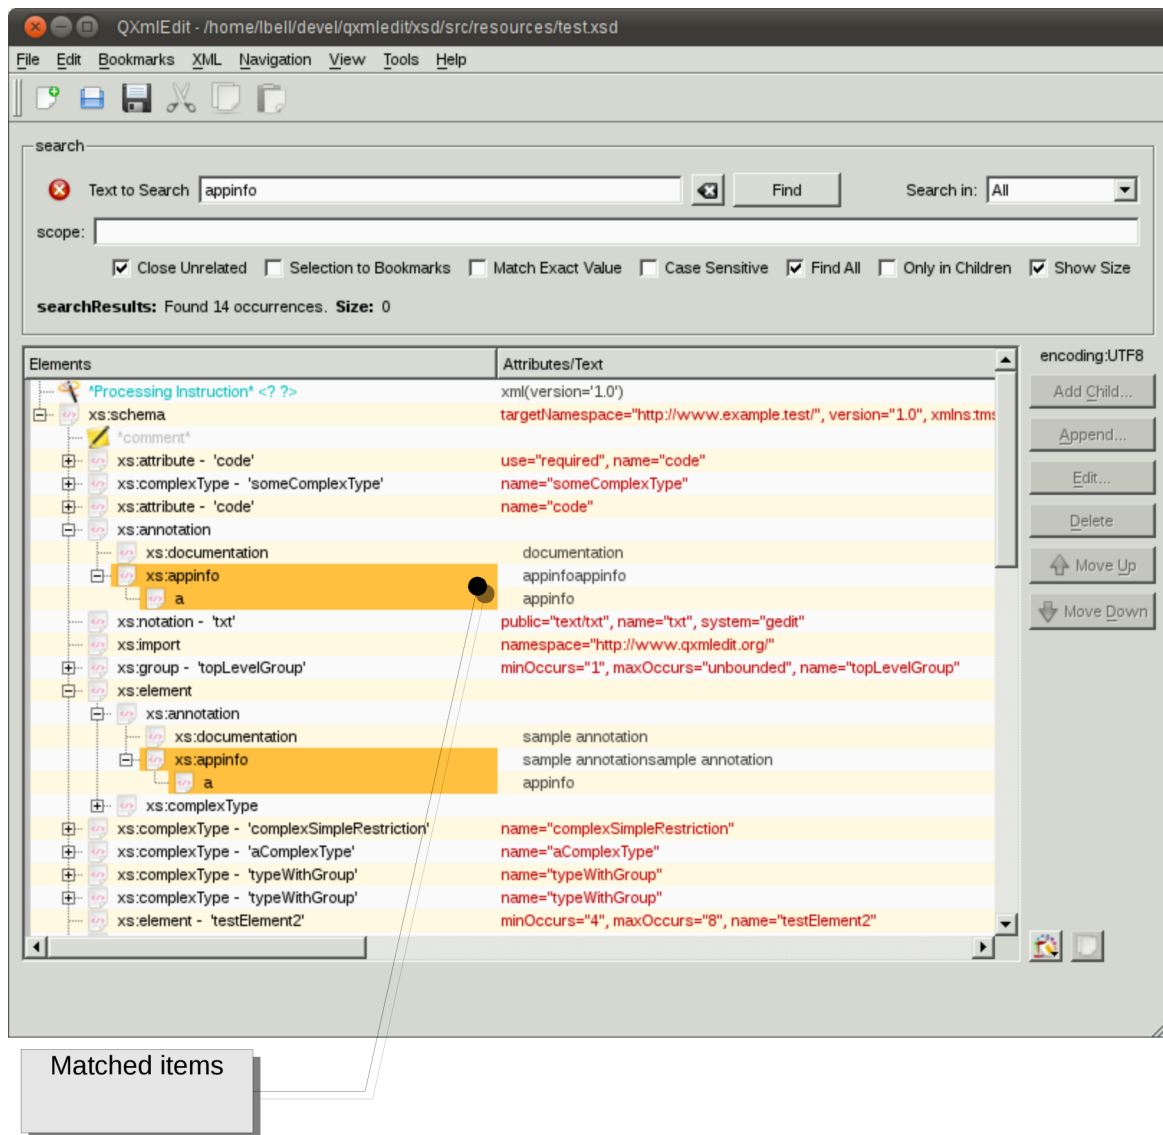 QXmlEdit - /home/lbell/devel/qxmledit/xsd/src/resources/test.xsd
File Edit Bookmarks XML Navigation View Tools Help
search
Text to Search appinfo Find Search in: All
scope:
Close Unrelated Selection to Bookmarks Match Exact Value Case Sensitive Find All Only in Children Show Size
searchResults: Found 14 occurrences. Size: 0
Elements Attributes/Text
*Processing Instruction* <? ?> xml(version='1.0')
xs:schema targetNamespace="http://www.example.test/", version="1.0", xmlns:tms
*comment*
xs:attribute - 'code' use="required", name="code"
xs:complexType - 'someComplexType' name="someComplexType"
xs:attribute - 'code' name="code"
xs:annotation
xs:documentation documentation
xs:appinfo appinfoappinfo
a appinfo
xs:notation - 'txt' public="text/txt", name="txt", system="gedit"
xs:import namespace="http://www.qxmledit.org/"
xs:group - 'topLevelGroup' minOccurs="1", maxOccurs="unbounded", name="topLevelGroup"
xs:element
xs:annotation
xs:documentation sample annotation
xs:appinfo sample annotationsample annotation
a appinfo
xs:complexType
xs:complexType - 'complexSimpleRestriction' name="complexSimpleRestriction"
xs:complexType - 'aComplexType' name="aComplexType"
xs:complexType - 'typeWithGroup' name="typeWithGroup"
xs:complexType - 'typeWithGroup' name="typeWithGroup"
xs:element - 'testElement2' minOccurs="4", maxOccurs="8", name="testElement2"
encoding:UTF8
Add Child...
Append...
Edit...
Delete
Move Up
Move Down
Matched items